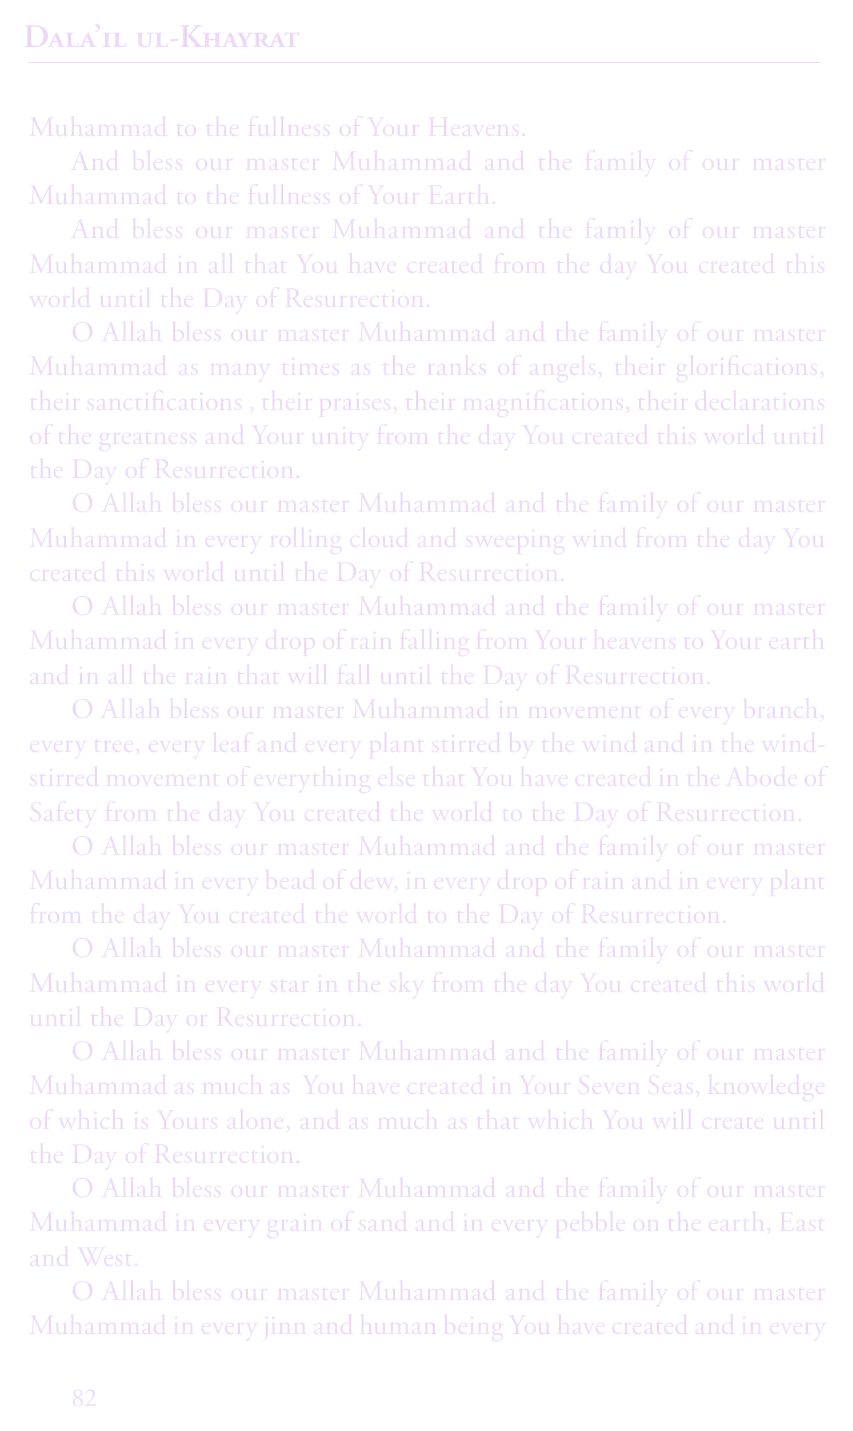 Dala’il ul-Khayrat
Muhammad to the fullness of Your Heavens.
And bless our master Muhammad and the family of our master
Muhammad to the fullness of Your Earth.
And bless our master Muhammad and the family of our master
Muhammad in all that You have created from the day You created this
world until the Day of Resurrection.
O Allah bless our master Muhammad and the family of our master
Muhammad as many times as the ranks of angels, their glorifications,
their sanctifications , their praises, their magnifications, their declarations
of the greatness and Your unity from the day You created this world until
the Day of Resurrection.
O Allah bless our master Muhammad and the family of our master
Muhammad in every rolling cloud and sweeping wind from the day You
created this world until the Day of Resurrection.
O Allah bless our master Muhammad and the family of our master
Muhammad in every drop of rain falling from Your heavens to Your earth
and in all the rain that will fall until the Day of Resurrection.
O Allah bless our master Muhammad in movement of every branch,
every tree, every leaf and every plant stirred by the wind and in the wind-
stirred movement of everything else that You have created in the Abode of
Safety from the day You created the world to the Day of Resurrection.
O Allah bless our master Muhammad and the family of our master
Muhammad in every bead of dew, in every drop of rain and in every plant
from the day You created the world to the Day of Resurrection.
O Allah bless our master Muhammad and the family of our master
Muhammad in every star in the sky from the day You created this world
until the Day or Resurrection.
O Allah bless our master Muhammad and the family of our master
Muhammad as much as  You have created in Your Seven Seas, knowledge
of which is Yours alone, and as much as that which You will create until
the Day of Resurrection.
O Allah bless our master Muhammad and the family of our master
Muhammad in every grain of sand and in every pebble on the earth, East
and West.
O Allah bless our master Muhammad and the family of our master
Muhammad in every jinn and human being You have created and in every
82